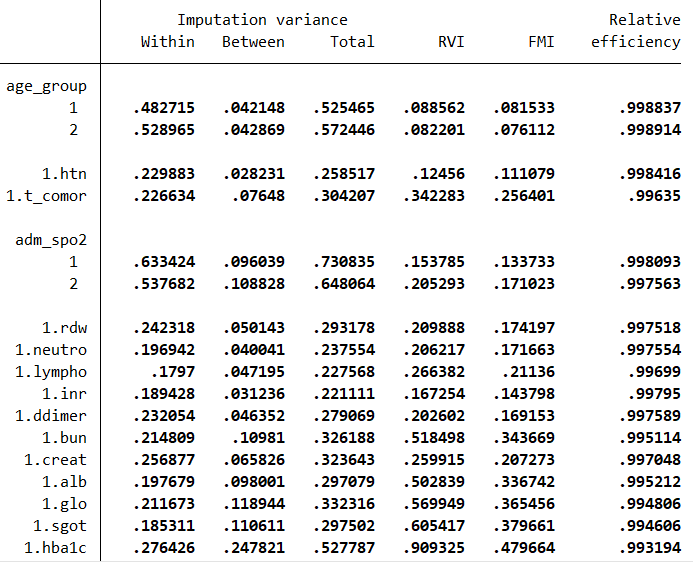 Imputation variance Relative
Within Between Total RVI FMI efficiency
age_group
1 .482715 .042148 .525465 .088562 .081533 .998837
2 .528965 .042869 .572446 .082201 .076112 .998914
1.htn .229883 .028231 .258517 .12456 .111079 .998416
1.t_comor .226634 .07648 .304207 .342283 .256401 .99635
adm_spo2
1 .633424 .096039 .730835 .153785 .133733 .998093
2 .537682 .108828 .648064 .205293 .171023 .997563
1.rdw .242318 .050143 .293178 .209888 .174197 .997518
1.neutro .196942 .040041 .237554 .206217 .171663 .997554
1.lympho .1797 .047195 .227568 .266382 .21136 .99699
1.inr .189428 .031236 .221111 .167254 .143798 .99795
1.ddimer .232054 .046352 .279069 .202602 .169153 .997589
1.bun .214809 .10981 .326188 .518498 .343669 .995114
1.creat .256877 .065826 .323643 .259915 .207273 .997048
1.alb .197679 .098001 .297079 .502839 .336742 .995212
1.glo .211673 .118944 .332316 .569949 .365456 .994806
1.sgot .185311 .110611 .297502 .605417 .379661 .994606
1.hba1c .276426 .247821 .527787 .909325 .479664 .993194